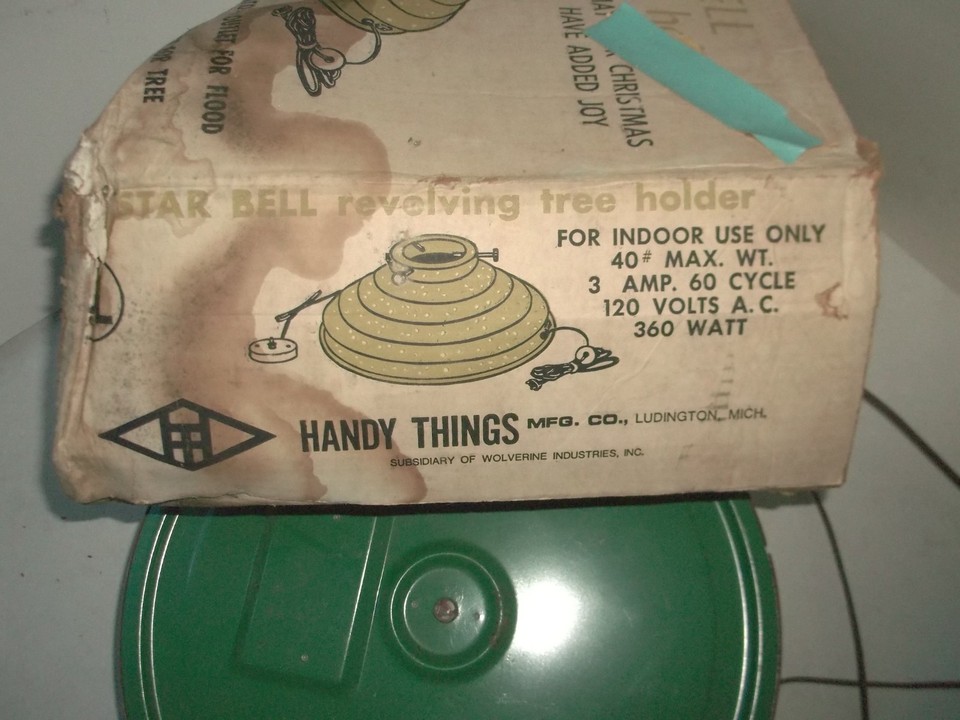 FOR FLOOD
TREE
CHRISTMAS
HAVE ADDED JOY
ELL
STAR BELL revolving tree holder
FOR INDOOR USE ONLY
40# MAX. WT.
3 AMP. 60 CYCLE
120 VOLTS A.C.
360 WATT
HANDY THINGS MFG. CO., LUDINGTON, MICH.
SUBSIDIARY OF WOLVERINE INDUSTRIES, INC.